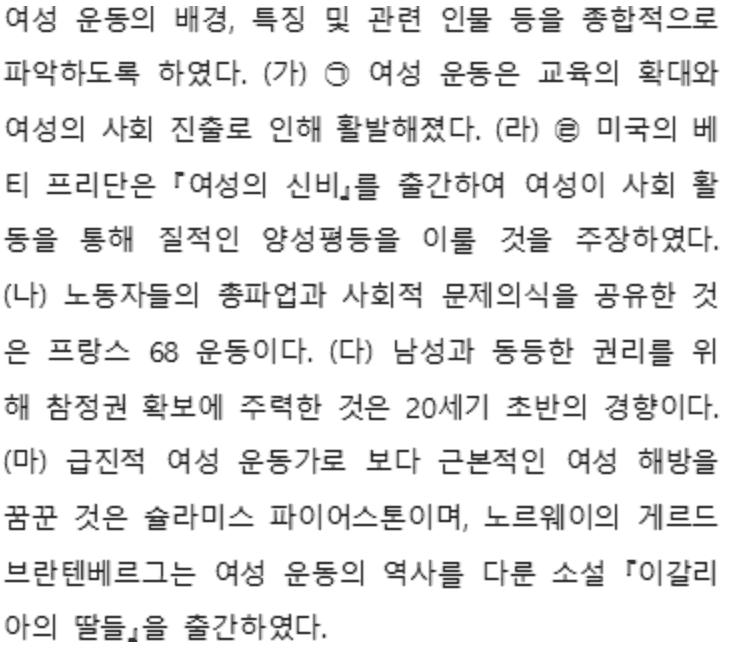 여성 운동의 배경, 특징 및 관련 인물 등을 종합적으로
파악하도록 하였다. (가) ㉠ 여성 운동은 교육의 확대와
여성의 사회 진출로 인해 활발해졌다. (라) ㉣ 미국의 베
티 프리단은 『여성의 신비』를 출간하여 여성이 사회 활
동을 통해 질적인 양성평등을 이룰 것을 주장하였다.
(나) 노동자들의 총파업과 사회적 문제의식을 공유한 것
은 프랑스 68 운동이다. (다) 남성과 동등한 권리를 위
해 참정권 확보에 주력한 것은 20세기 초반의 경향이다.
(마) 급진적 여성 운동가로 보다 근본적인 여성 해방을
꿈꾼 것은 슐라미스 파이어스톤이며, 노르웨이의 게르드
브란텐베르그는 여성 운동의 역사를 다룬 소설 『이갈리
아의 딸들』을 출간하였다.